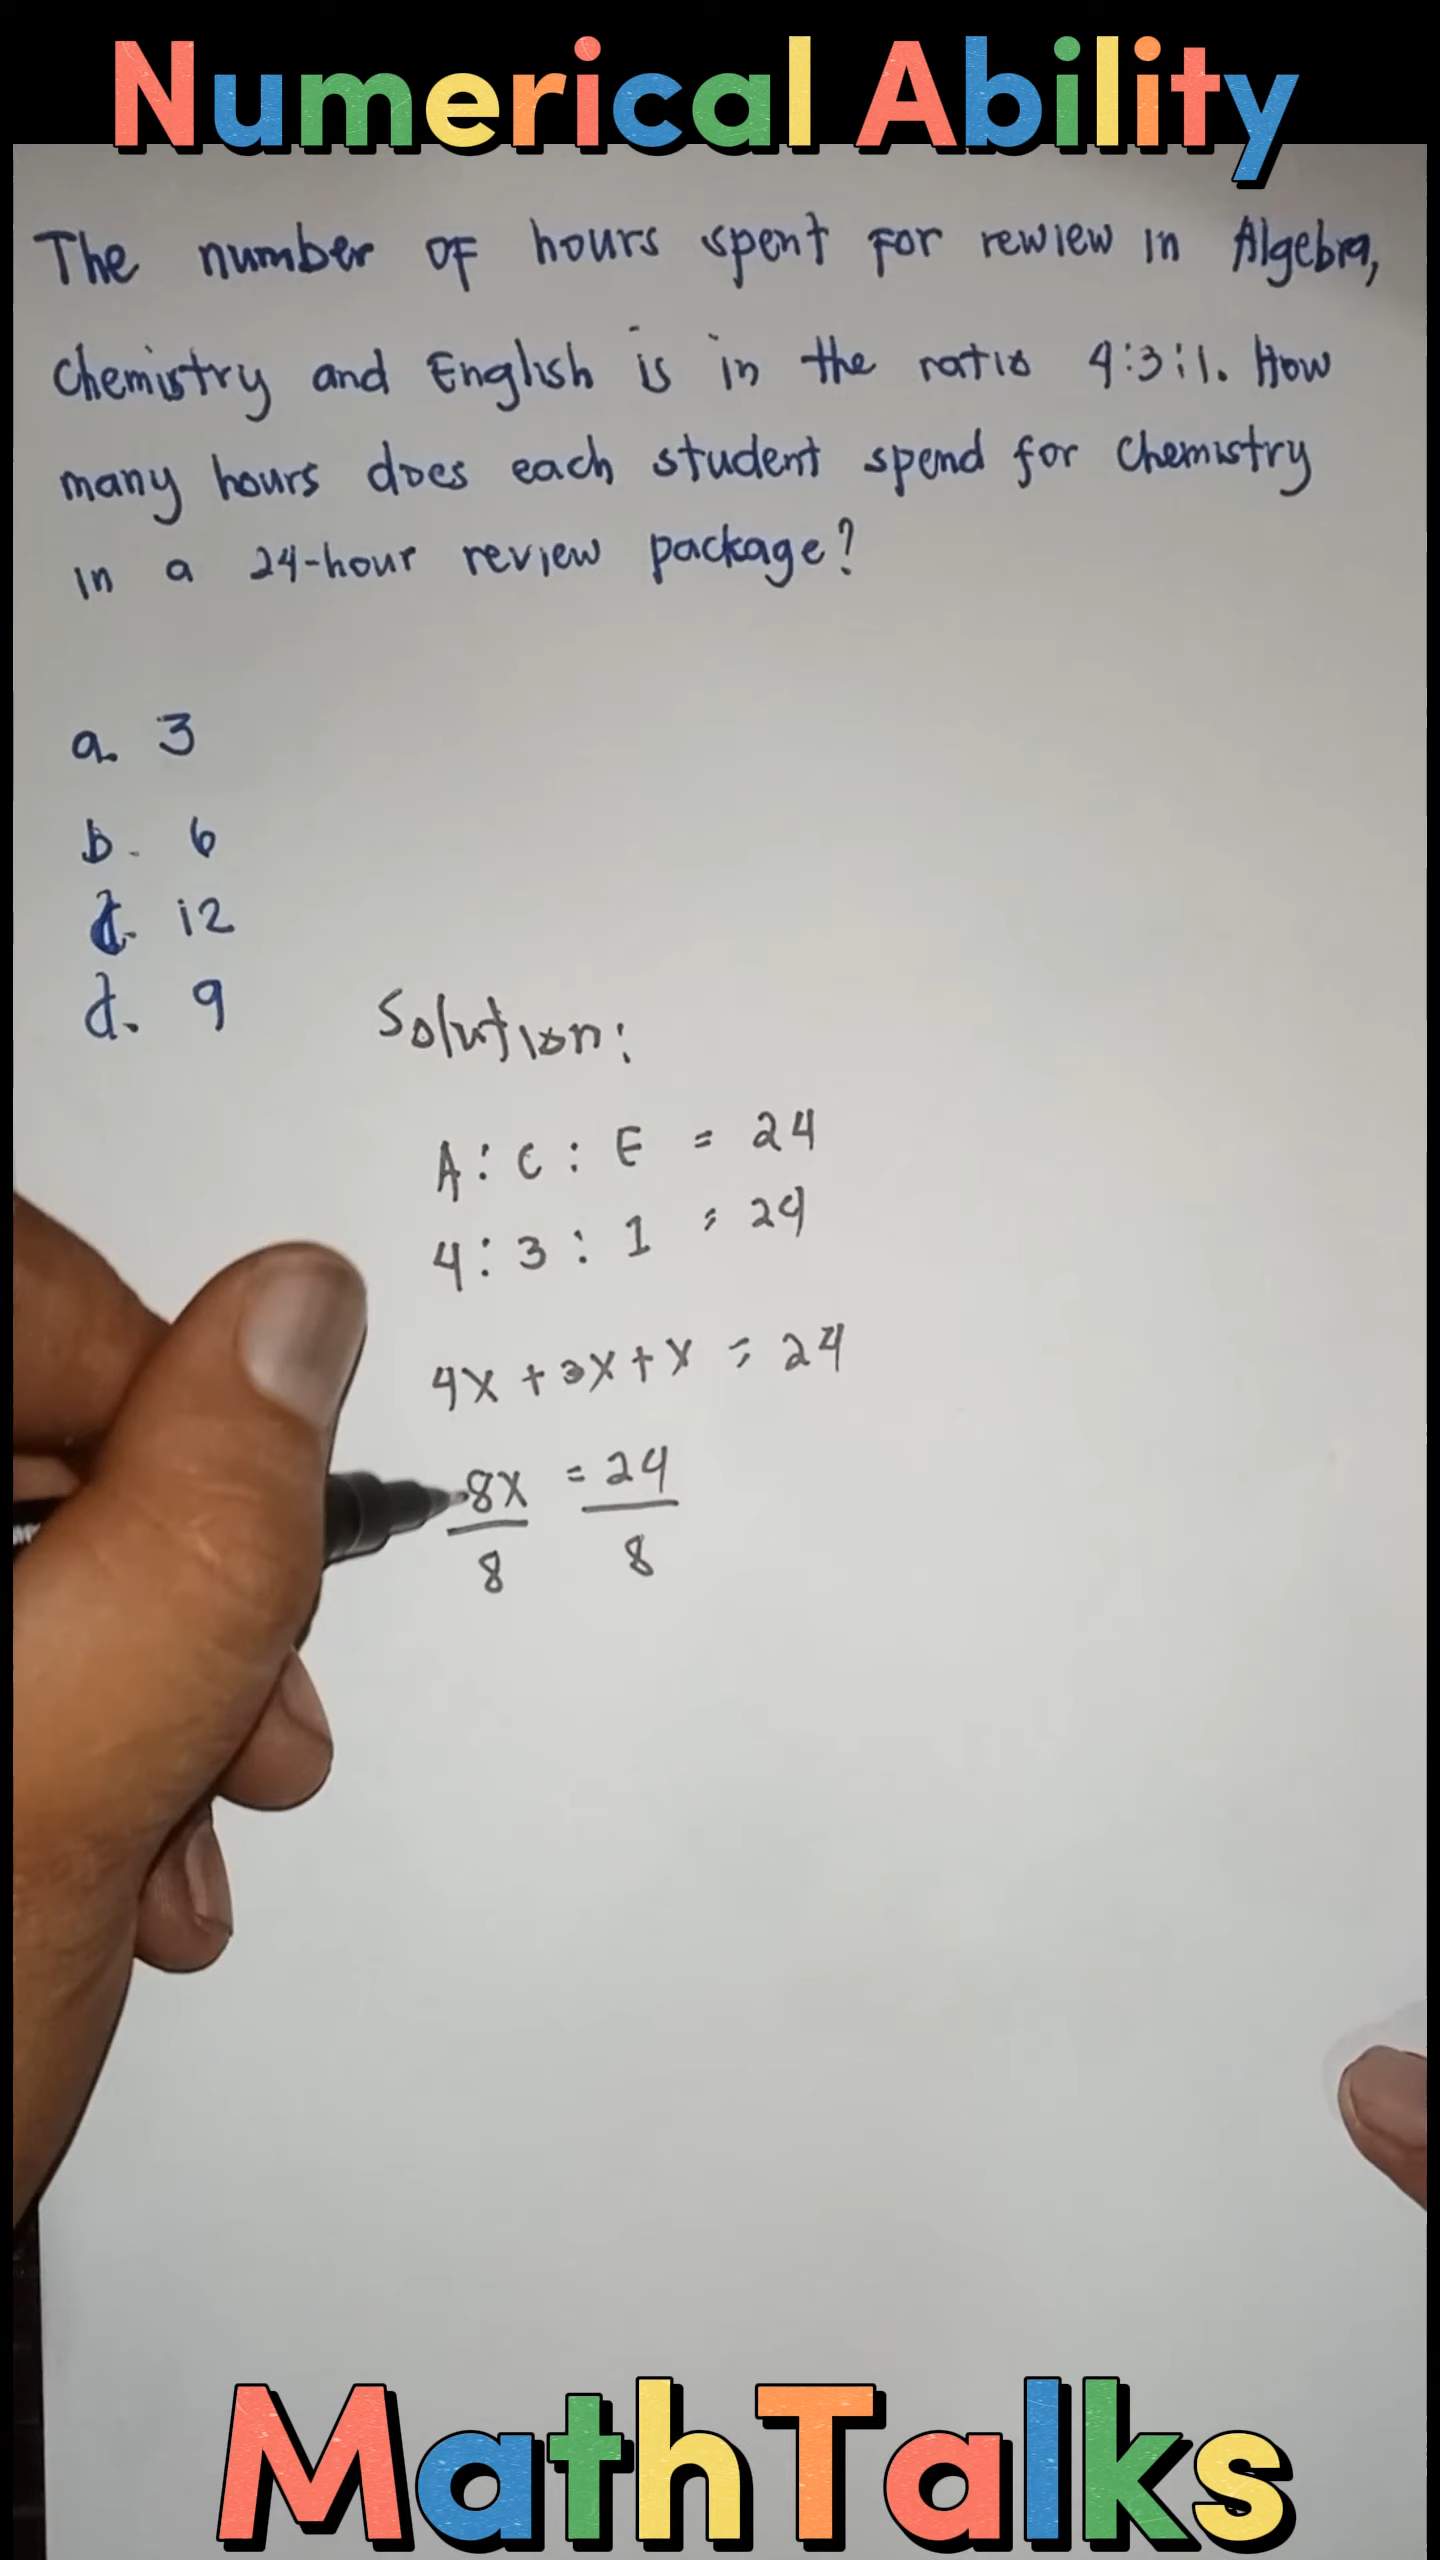 Numerical Ability
The number of hours spent for rewiew in Algebra,
Chemistry and English is in the ratio 4:3:1. How
many hours does each student spend for Chemistry
in a 24-hour review package?
a. 3
b. 6
c. 12
d. 9
Solution:
A : C : E = 24
4 : 3 : 1 = 24
4x + 3x + x = 24
8x = 24
8 8
MathTalks